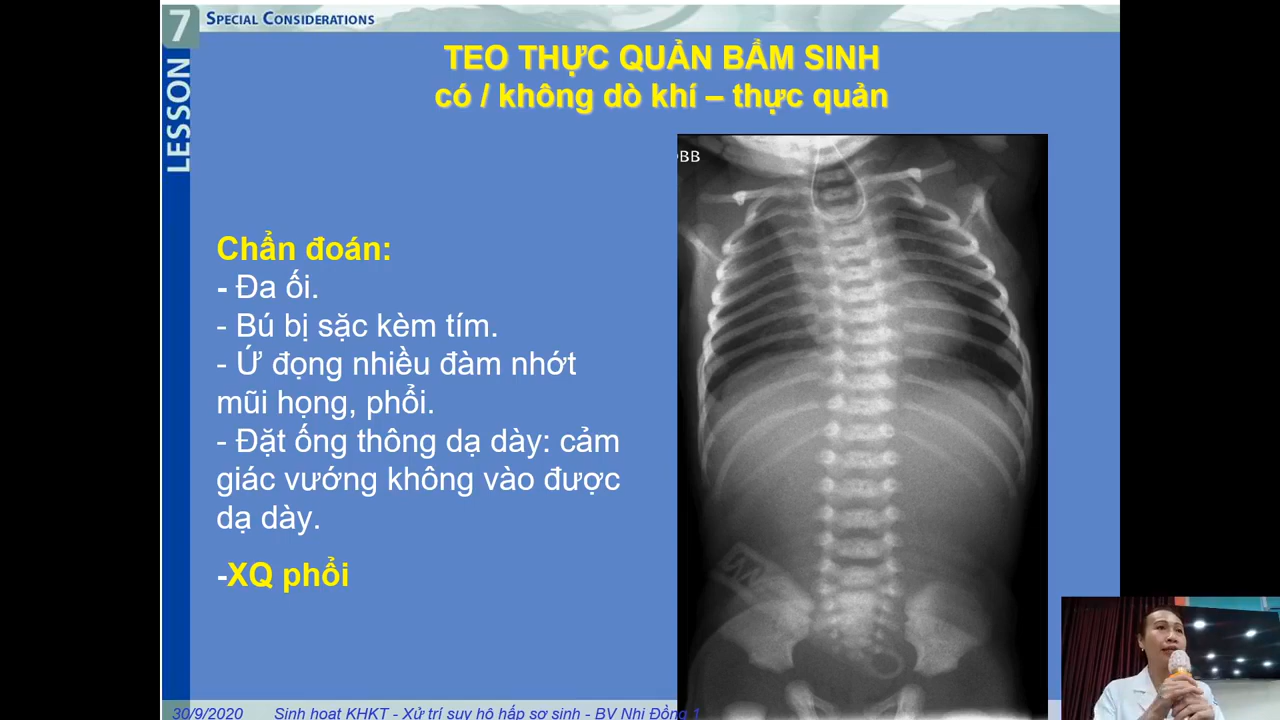 7 SPECIAL CONSIDERATIONS
LESSON
TEO THỰC QUẢN BẨM SINH
có / không dò khí – thực quản
BB
Chẩn đoán:
- Đa ối.
- Bú bị sặc kèm tím.
- Ứ đọng nhiều đàm nhớt
mũi họng, phổi.
- Đặt ống thông dạ dày: cảm
giác vướng không vào được
dạ dày.
-XQ phổi
30/9/2020 Sinh hoạt KHKT - Xử trí suy hô hấp sơ sinh - BV Nhi Đồng 1